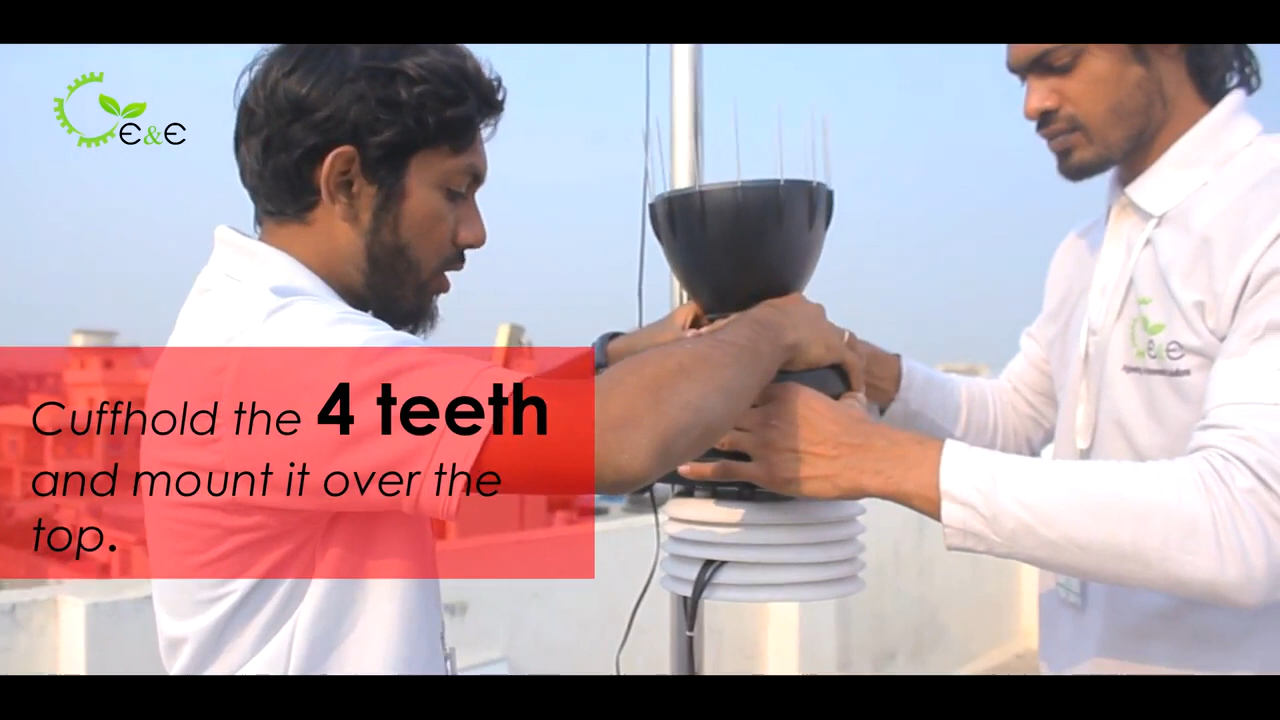 є&є
Cuffhold the 4 teeth
and mount it over the
top.